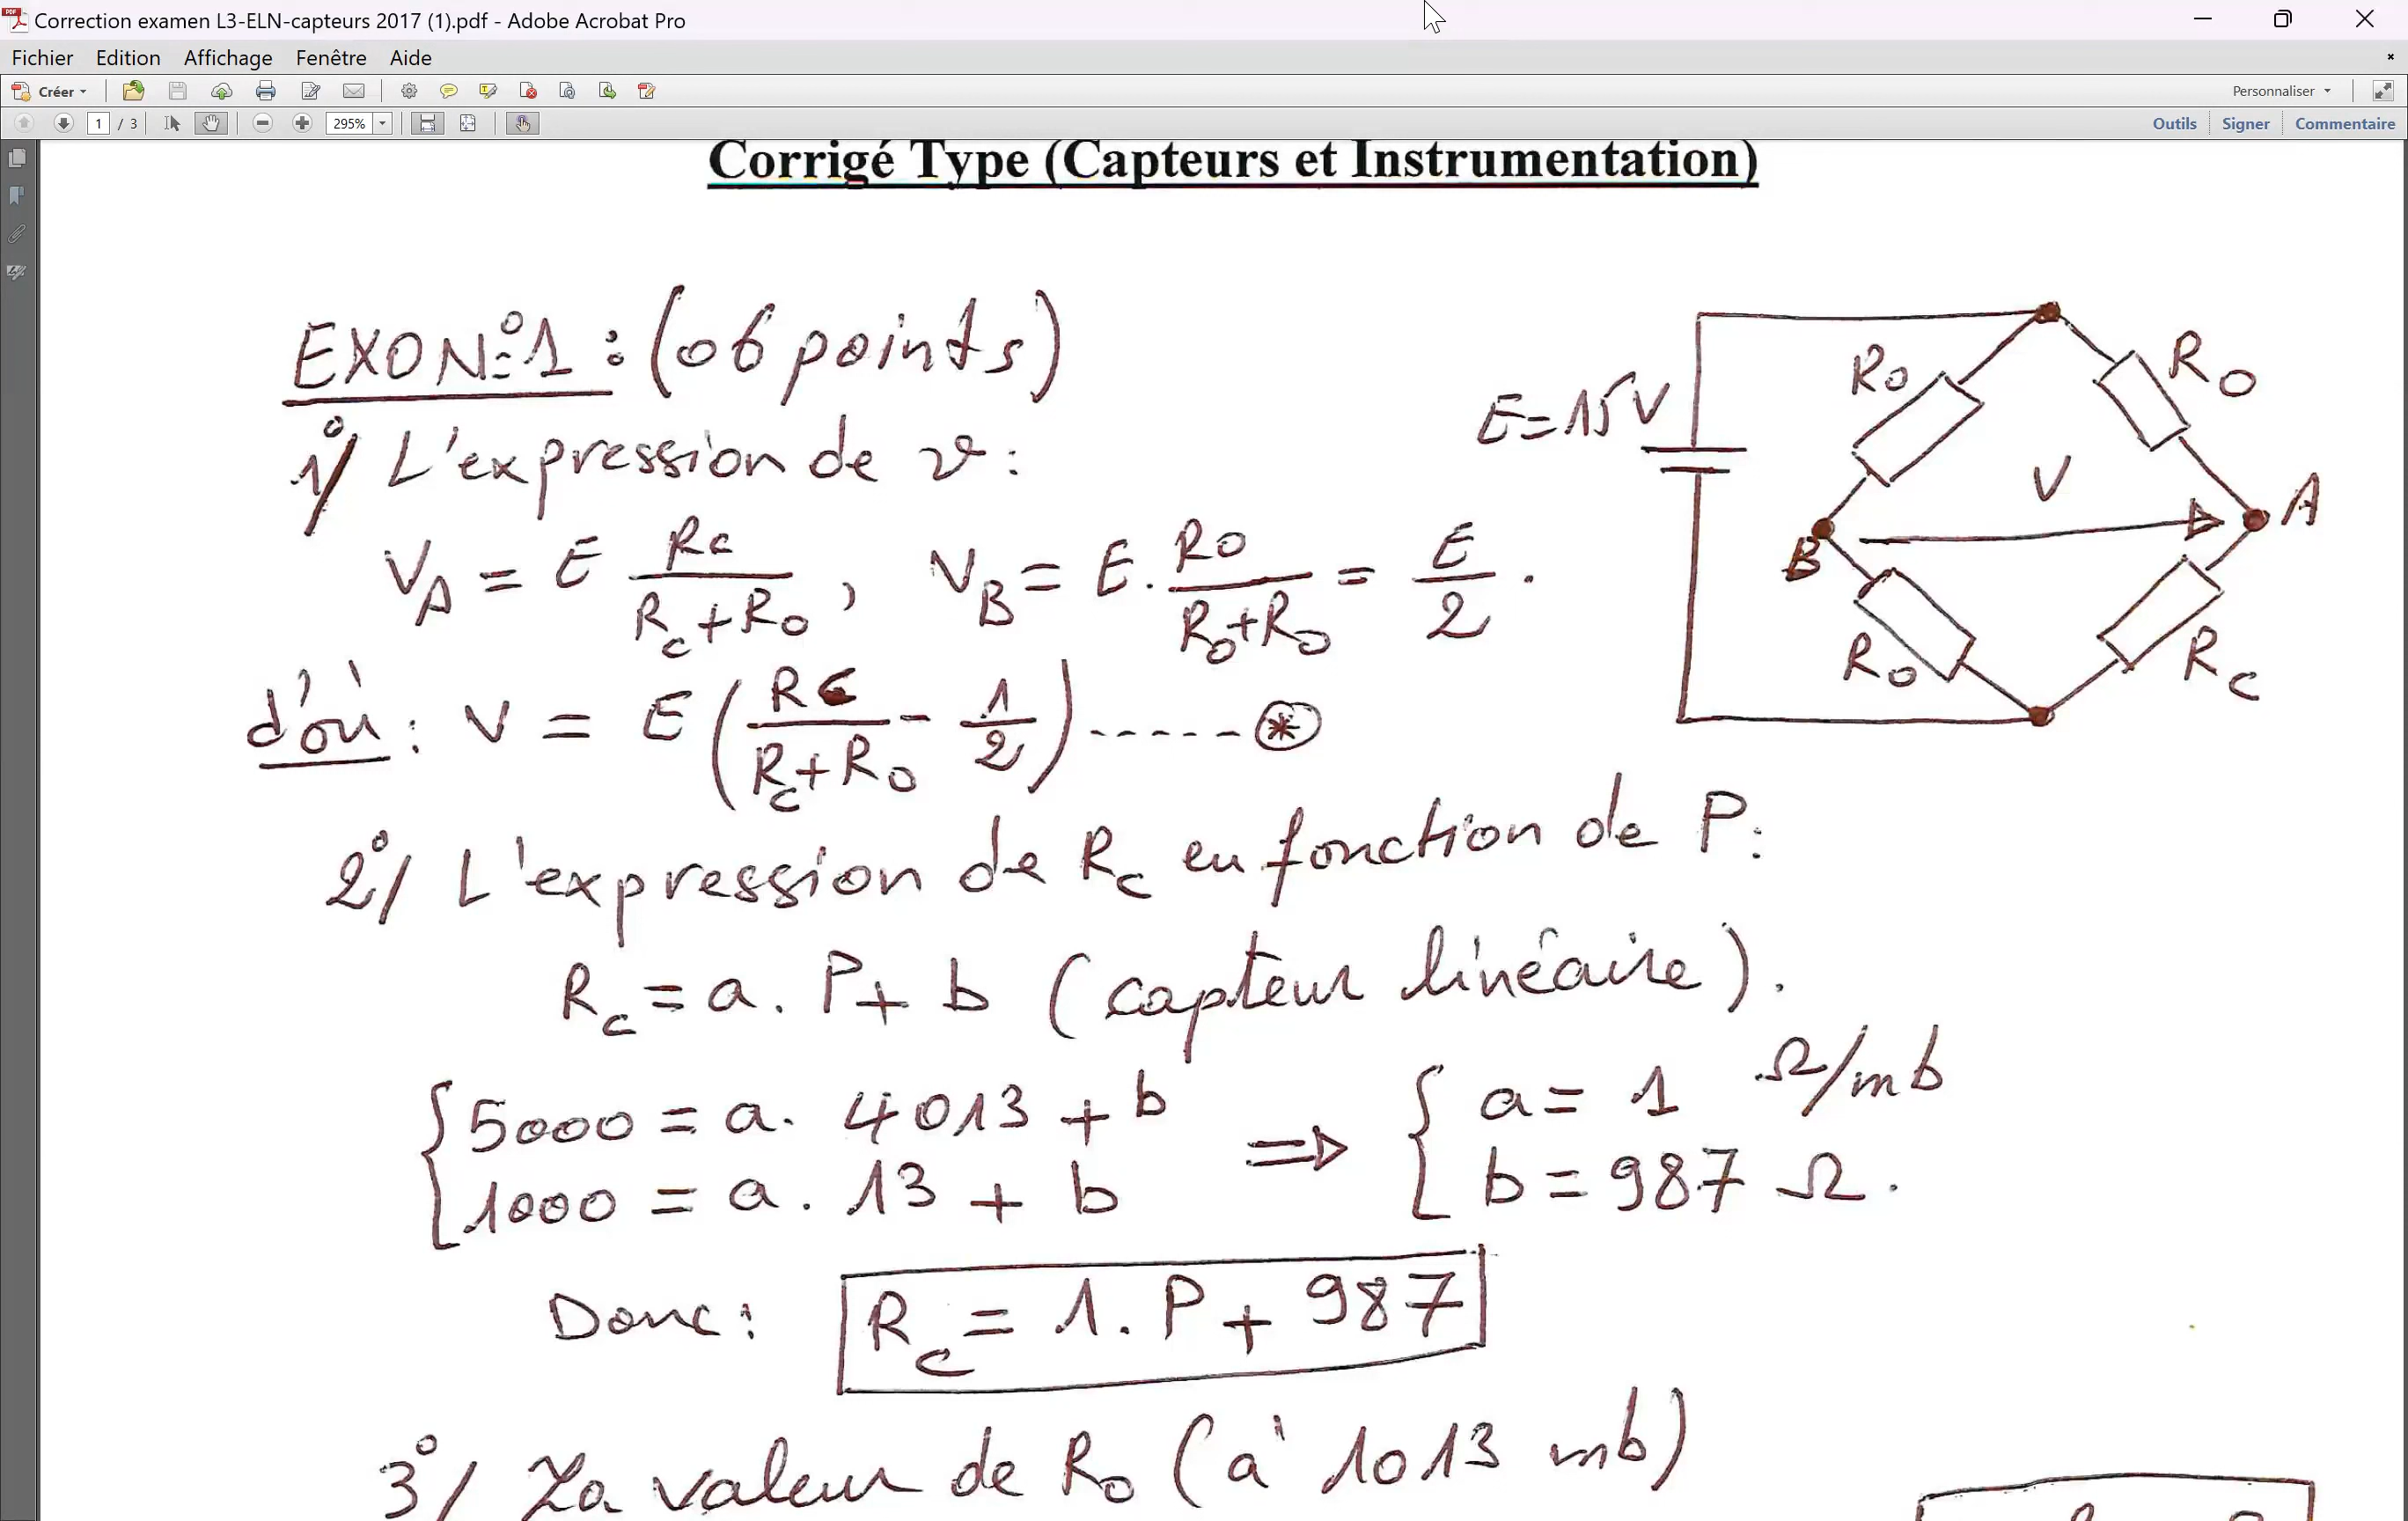 Correction examen L3-ELN-capteurs 2017 (1).pdf - Adobe Acrobat Pro
Fichier Edition Affichage Fenêtre Aide
Créer Personnaliser
1 / 3 295% Outils Signer Commentaire
Corrigé Type (Capteurs et Instrumentation)
EXON N°1 : (06 points)
1°/ L'expression de v :
V_A = E Rc/(Rc+R0) , V_B = E . R0/(R0+R0) = E/2 .
d'où : V = E (Rc/(Rc+R0) - 1/2) ------ (*)
E=15V
R0
R0
V
A
B
R0
Rc
2°/ L'expression de Rc en fonction de P :
Rc = a . P + b (capteur linéaire) .
{ 5000 = a . 4013 + b
{ 1000 = a . 13 + b
=> { a = 1 Ω/mb
{ b = 987 Ω .
Donc : Rc = 1 . P + 987
3°/ La valeur de R0 (à 1013 mb)